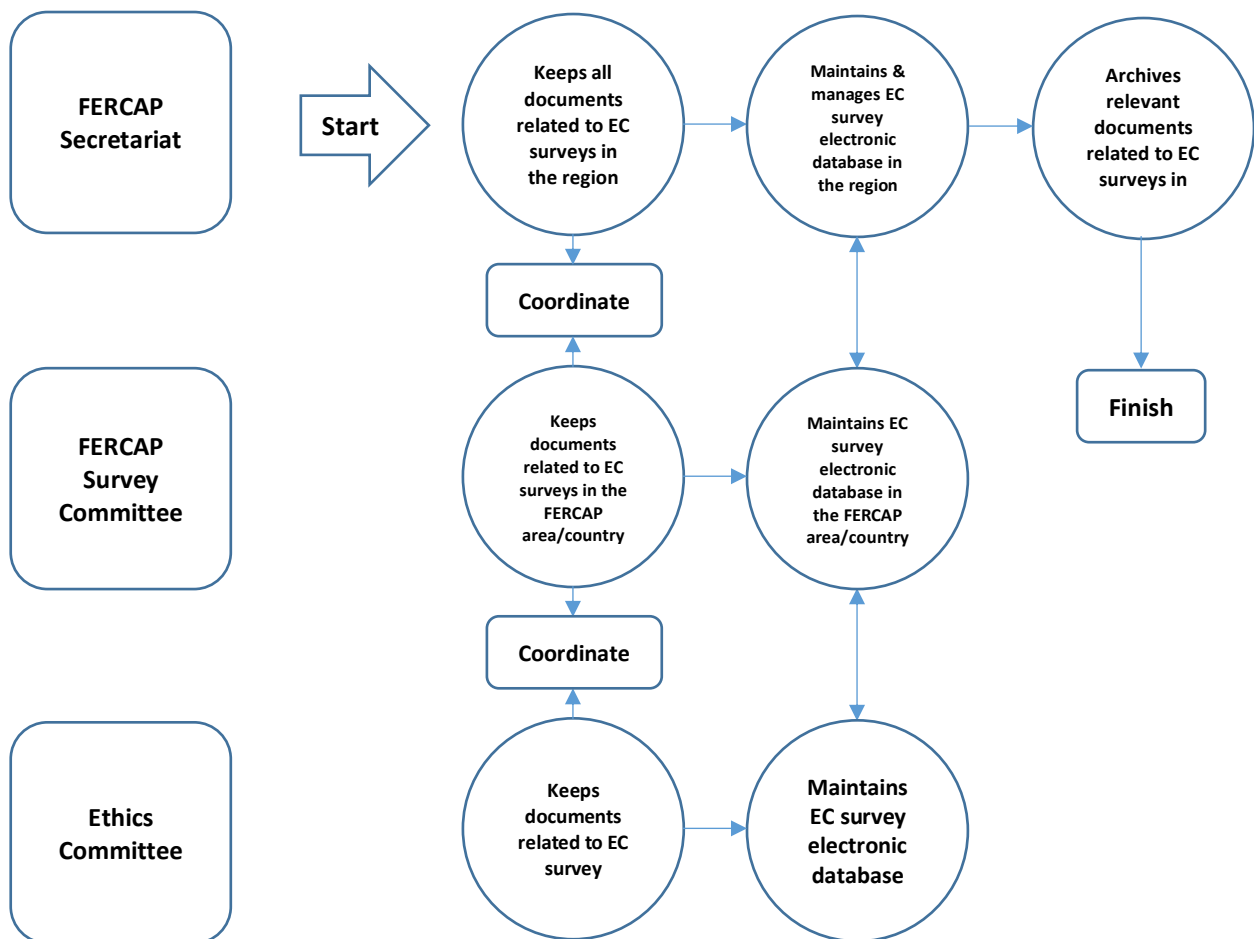 FERCAP
Secretariat
Start
Keeps all
documents
related to EC
surveys in
the region
Maintains &
manages EC
survey
electronic
database in
the region
Archives
relevant
documents
related to EC
surveys in
Coordinate
FERCAP
Survey
Committee
Keeps
documents
related to EC
surveys in the
FERCAP
area/country
Maintains EC
survey
electronic
database in
the FERCAP
area/country
Finish
Coordinate
Ethics
Committee
Keeps
documents
related to EC
survey
Maintains
EC survey
electronic
database